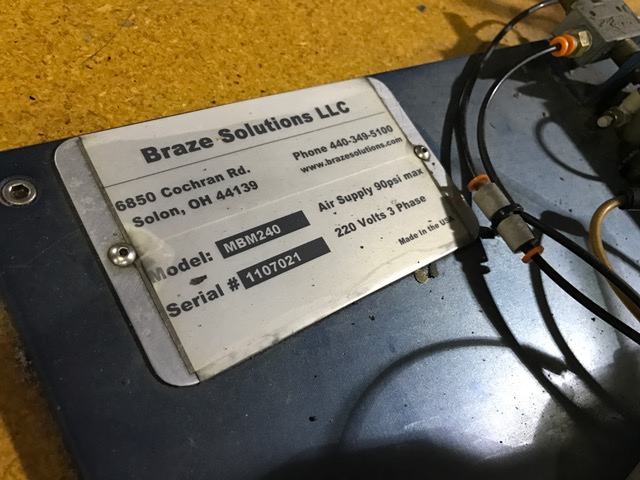 Braze Solutions LLC
6850 Cochran Rd. Phone 440-349-5100
Solon, OH 44139 www.brazesolutions.com
Model: MBM240 Air Supply 90psi max
Serial # 1107021 220 Volts 3 Phase
Made in the USA